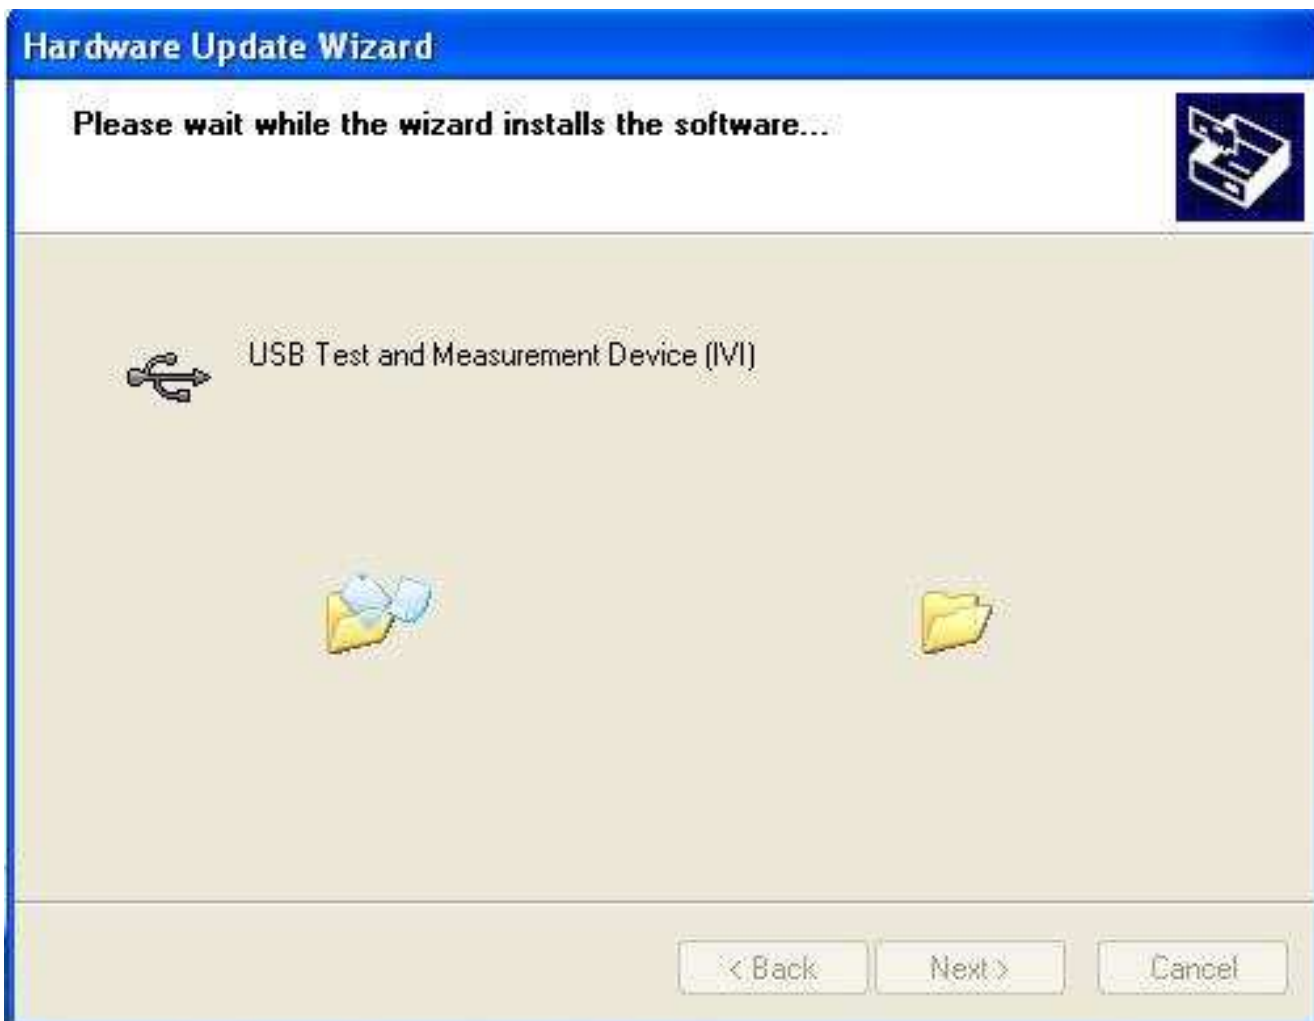 Hardware Update Wizard
Please wait while the wizard installs the software...
USB Test and Measurement Device (IVI)
< Back
Next >
Cancel